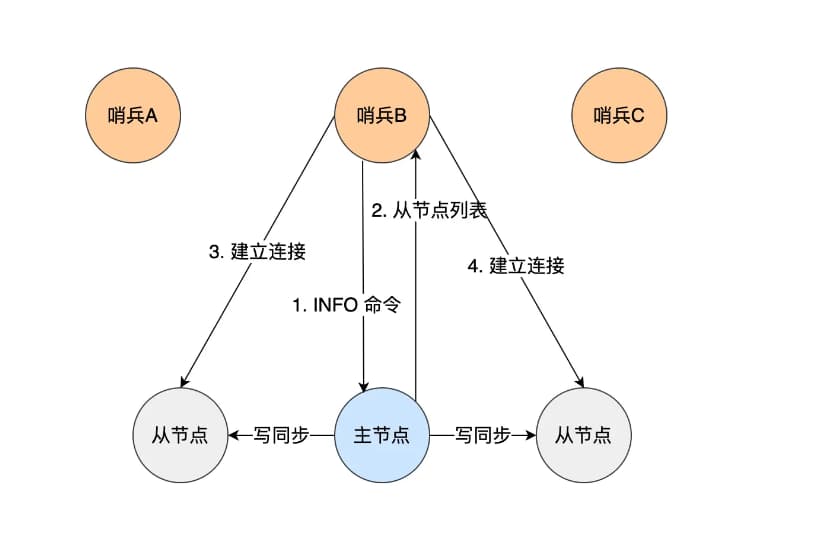 哨兵A
哨兵B
哨兵C
2. 从节点列表
3. 建立连接
4. 建立连接
1. INFO 命令
从节点
写同步
主节点
写同步
从节点